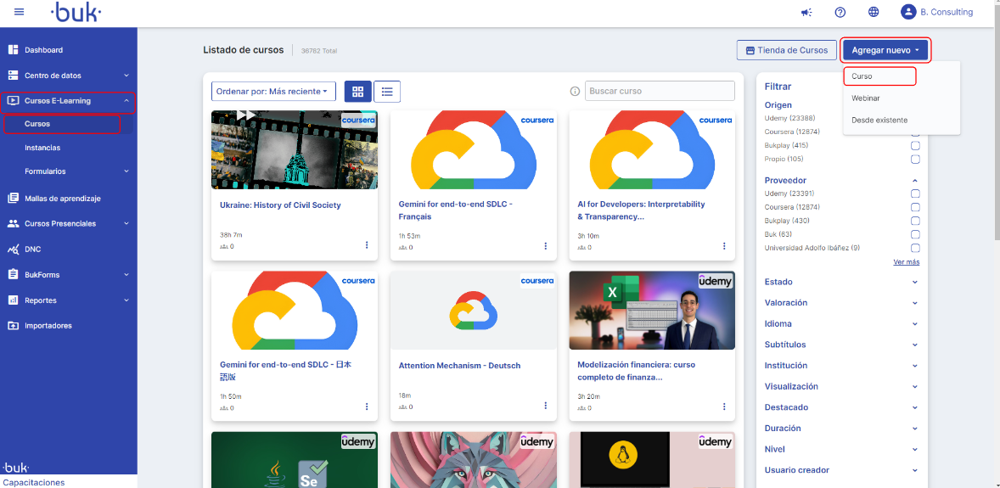 ·buk·
B. Consulting
Dashboard
Centro de datos
Cursos E-Learning
Cursos
Instancias
Formularios
Mallas de aprendizaje
Cursos Presenciales
DNC
BukForms
Reportes
Importadores
·buk·
Capacitaciones
Listado de cursos
36782 Total
Tienda de Cursos
Agregar nuevo
Curso
Webinar
Desde existente
Ordenar por: Más reciente
Buscar curso
coursera
Ukraine: History of Civil Society
38h 7m
0
coursera
Gemini for end-to-end SDLC -
Français
1h 53m
0
coursera
AI for Developers: Interpretability
& Transparency...
3h 10m
0
coursera
Gemini for end-to-end SDLC - 日本
語版
1h 50m
0
coursera
Attention Mechanism - Deutsch
18m
0
X
udemy
Modelización financiera: curso
completo de finanza...
3h 20m
0
udemy
Se
udemy
udemy
Filtrar
Origen
Udemy (23388)
Coursera (12874)
Bukplay (415)
Propio (105)
Proveedor
Udemy (23391)
Coursera (12874)
Bukplay (430)
Buk (63)
Universidad Adolfo Ibáñez (9)
Ver más
Estado
Valoración
Idioma
Subtítulos
Institución
Visualización
Destacado
Duración
Nivel
Usuario creador